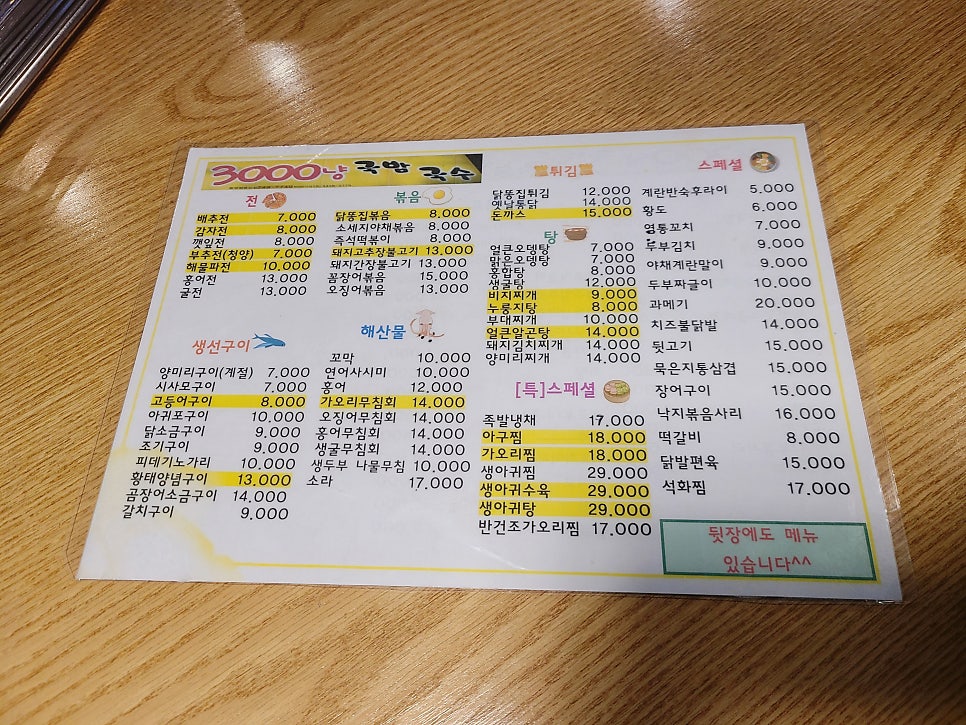 3000냥 국밥 국수
전
배추전 7.000
감자전 8.000
깻잎전 8.000
부추전(청양) 7.000
해물파전 10.000
홍어전 13.000
굴전 13.000
볶음
닭똥집볶음 8.000
소세지야채볶음 8.000
즉석떡볶이 8.000
돼지고추장불고기 13.000
돼지간장불고기 13.000
꼼장어볶음 15.000
오징어볶음 13.000
생선구이
양미리구이(계절) 7.000
시사모구이 7.000
고등어구이 8.000
아귀포구이 10.000
닭소금구이 9.000
조기구이 9.000
피데기노가리 10.000
황태양념구이 13.000
곰장어소금구이 14.000
갈치구이 9.000
해산물
꼬막 10.000
연어사시미 10.000
홍어 12.000
가오리무침회 14.000
오징어무침회 14.000
홍어무침회 14.000
생굴무침회 14.000
생두부 나물무침 10.000
소라 17.000
튀김
닭똥집튀김 12.000
옛날통닭 14.000
돈까스 15.000
탕
얼큰오뎅탕 7.000
맑은오뎅탕 7.000
홍합탕 8.000
생굴탕 12.000
비지찌개 9.000
누룽지탕 8.000
부대찌개 10.000
얼큰알곤탕 14.000
돼지김치찌개 14.000
양미리찌개 14.000
[특]스페셜
족발냉채 17.000
아구찜 18.000
가오리찜 18.000
생아귀찜 29.000
생아귀수육 29.000
생아귀탕 29.000
반건조가오리찜 17.000
스페셜
계란반숙후라이 5.000
황도 6.000
염통꼬치 7.000
두부김치 9.000
야채계란말이 9.000
두부짜글이 10.000
과메기 20.000
치즈불닭발 14.000
뒷고기 15.000
묵은지통삼겹 15.000
장어구이 15.000
낙지볶음사리 16.000
떡갈비 8.000
닭발편육 15.000
석화찜 17.000
뒷장에도 메뉴
있습니다^^